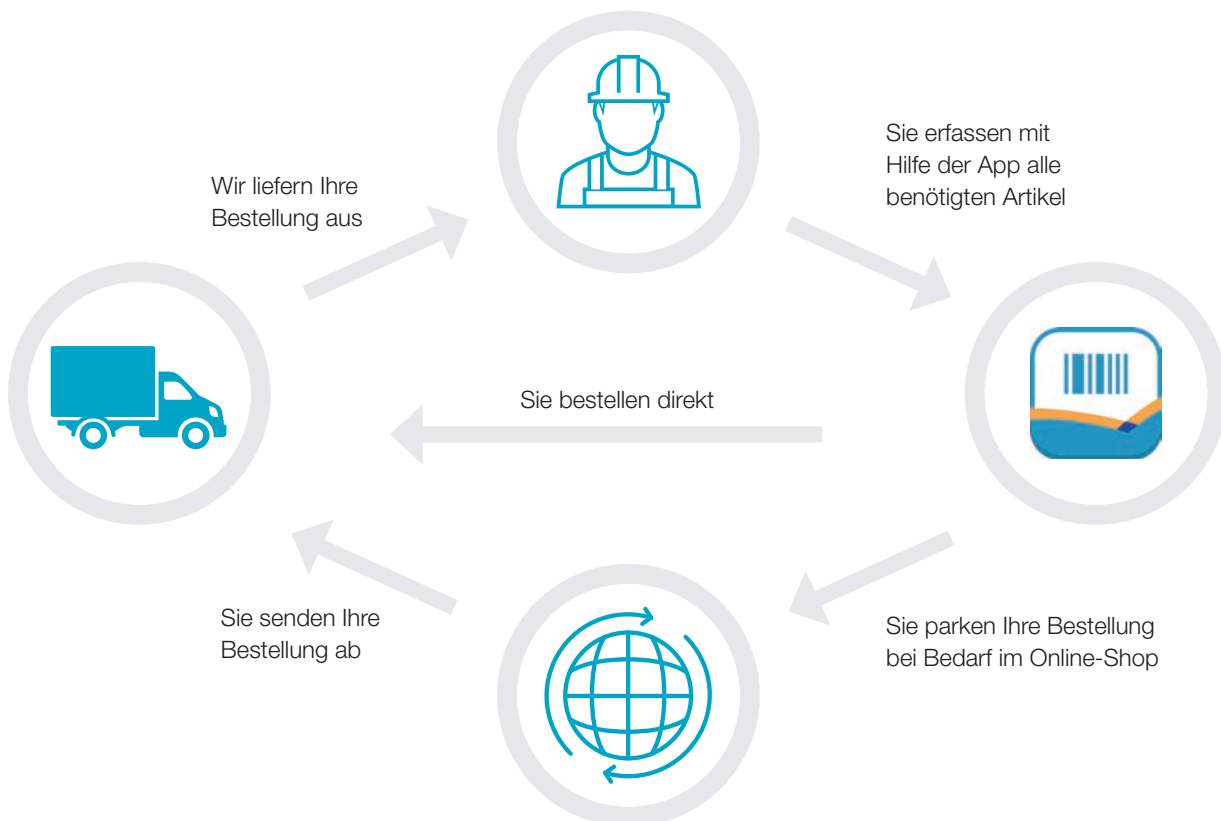 Sie erfassen mit
Hilfe der App alle
benötigten Artikel
Wir liefern Ihre
Bestellung aus
Sie bestellen direkt
Sie senden Ihre
Bestellung ab
Sie parken Ihre Bestellung
bei Bedarf im Online-Shop